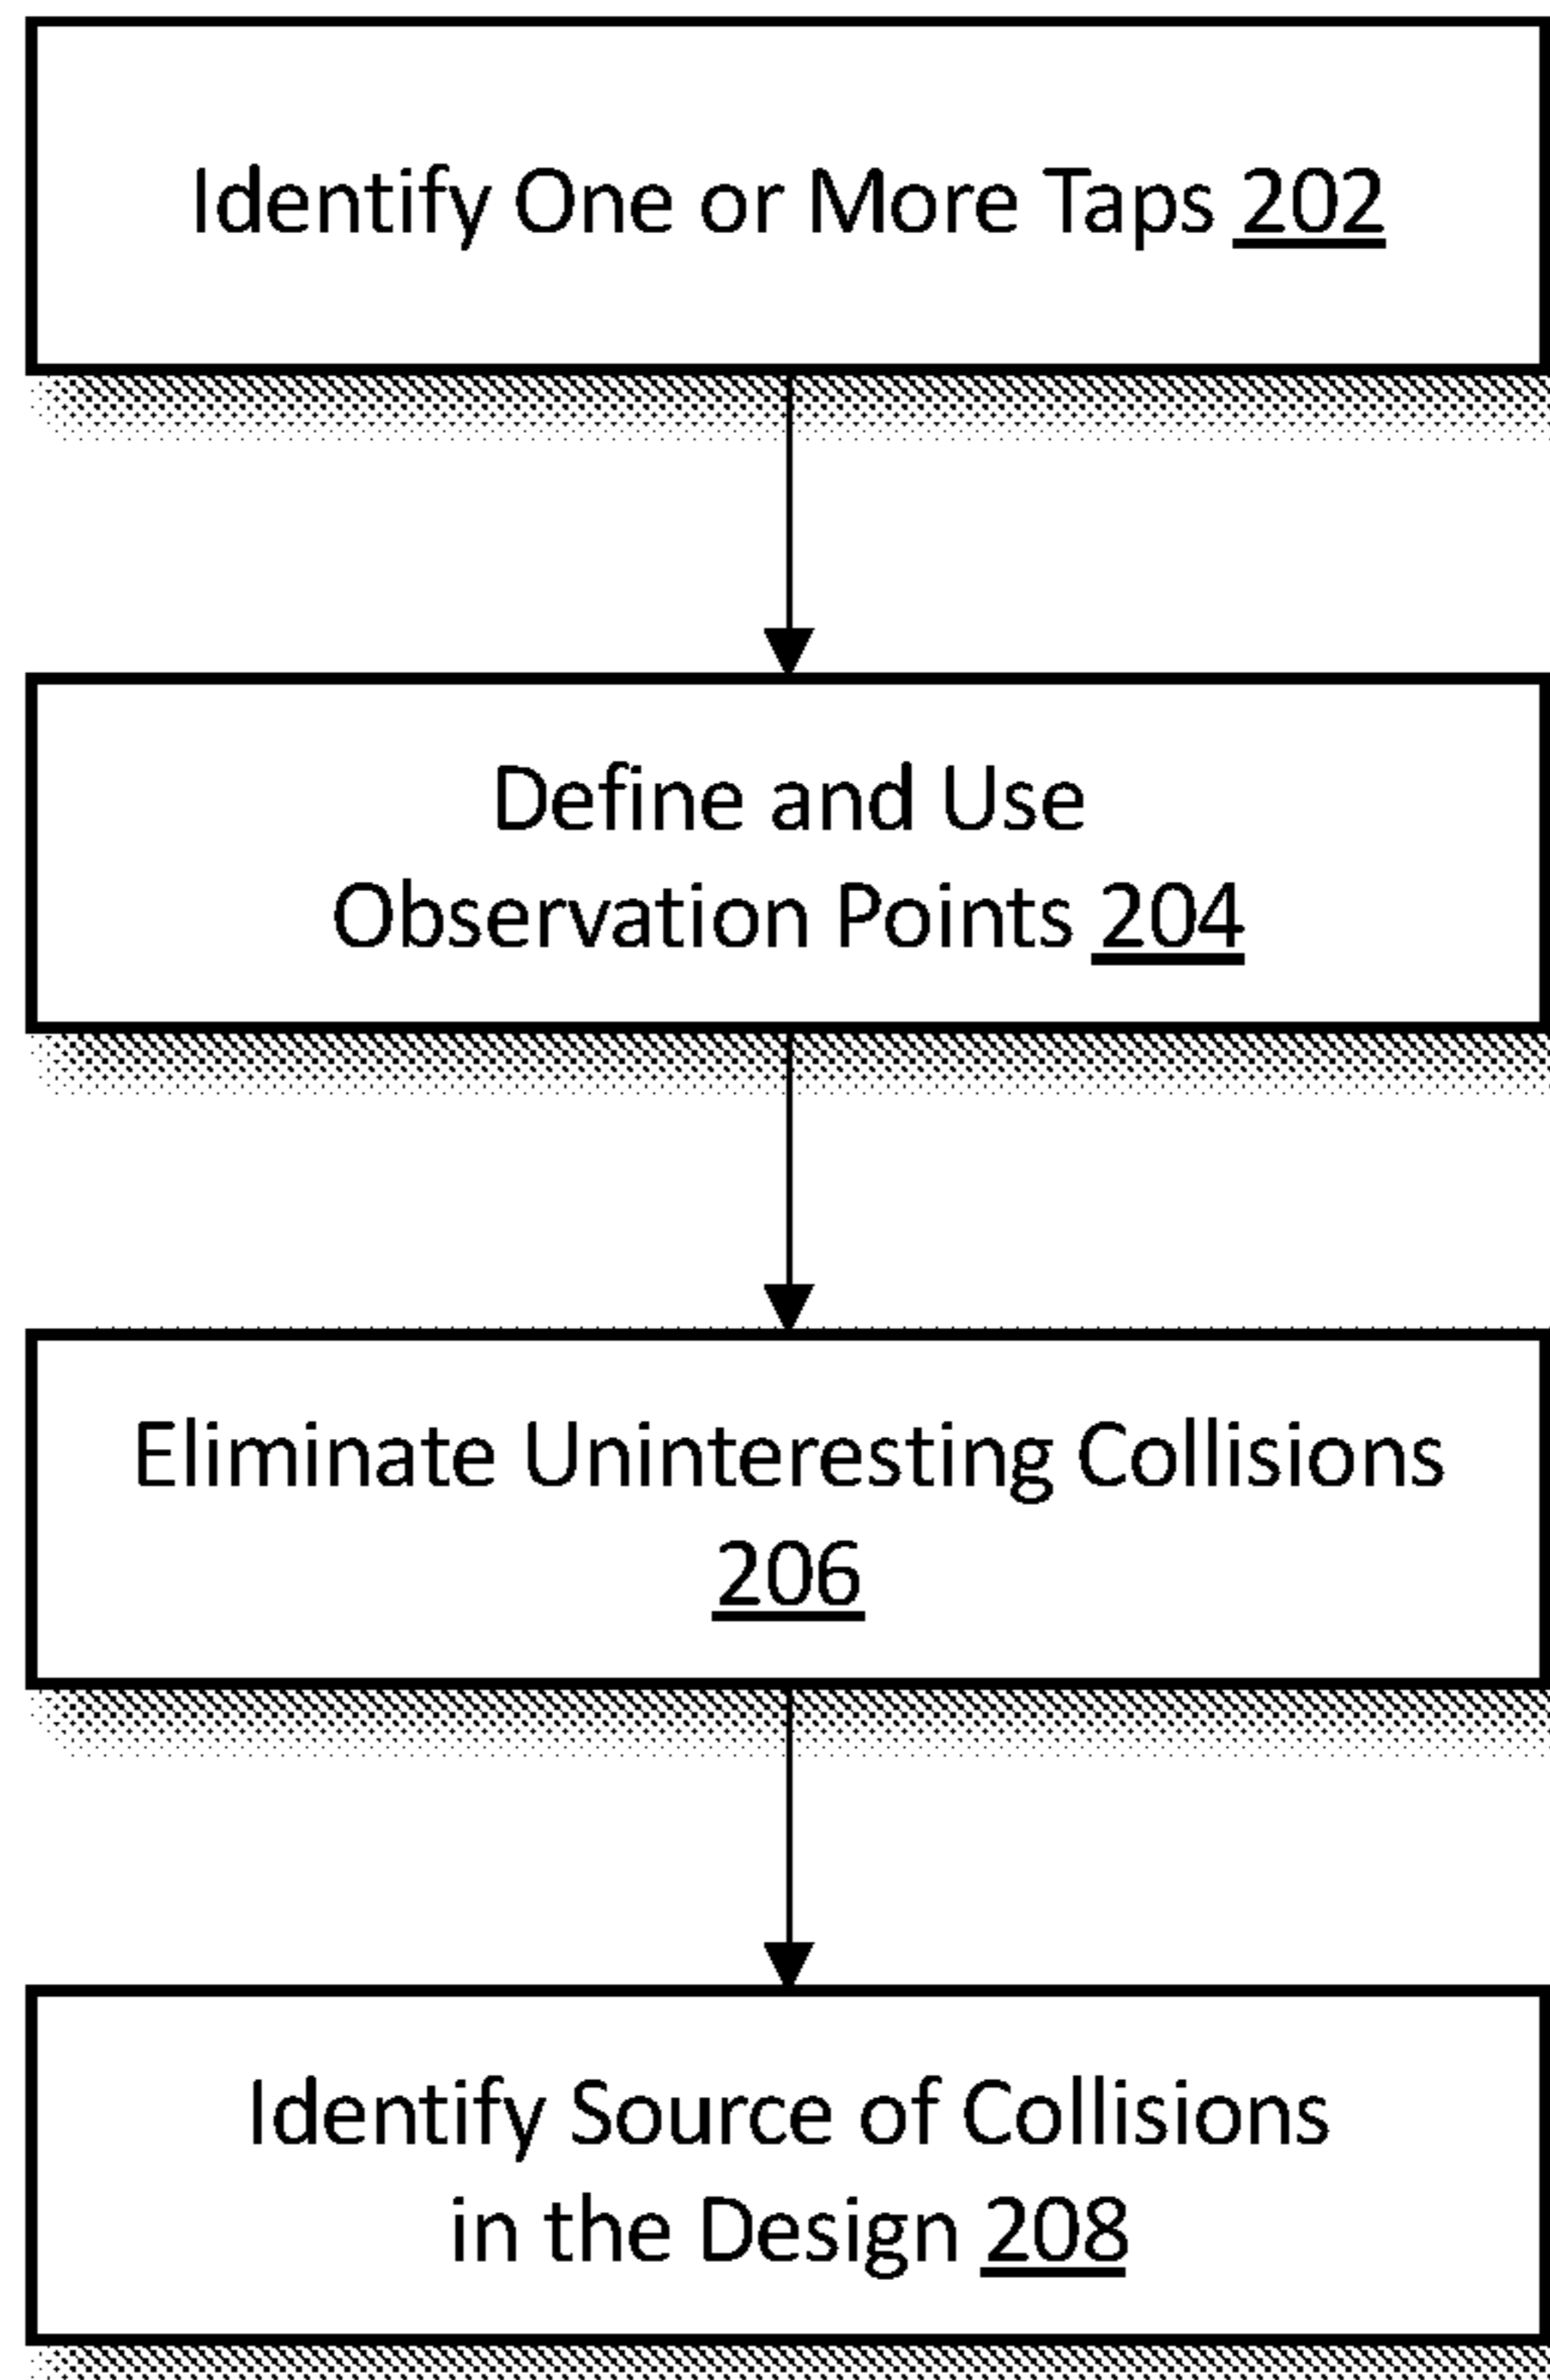 Identify One or More Taps 202
Define and Use
Observation Points 204
Eliminate Uninteresting Collisions
206
Identify Source of Collisions
in the Design 208